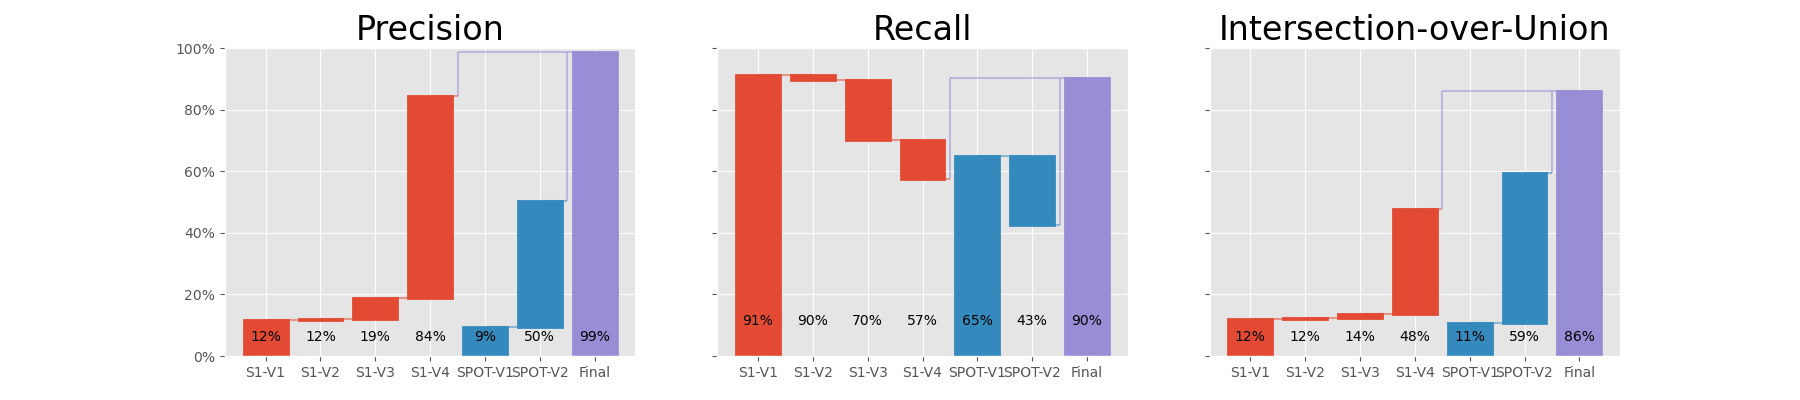 Precision
Recall
Intersection-over-Union
100%
80%
60%
40%
20%
0%
12% 12% 19% 84% 9% 50% 99%
91% 90% 70% 57% 65% 43% 90%
12% 12% 14% 48% 11% 59% 86%
S1-V1 S1-V2 S1-V3 S1-V4 SPOT-V1 SPOT-V2 Final
S1-V1 S1-V2 S1-V3 S1-V4 SPOT-V1 SPOT-V2 Final
S1-V1 S1-V2 S1-V3 S1-V4 SPOT-V1 SPOT-V2 Final